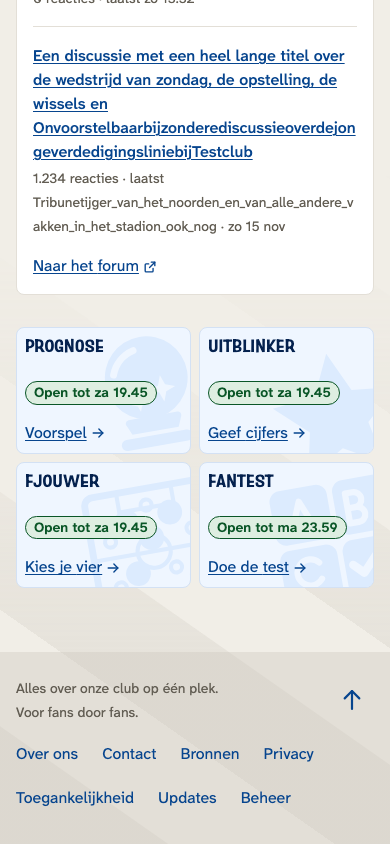 Een discussie met een heel lange titel over
de wedstrijd van zondag, de opstelling, de
wissels en
Onvoorstelbaarbijzonderediscussieoverdejon
geverdedigingsliniebijTestclub
1.234 reacties · laatst
Tribunetijger_van_het_noorden_en_van_alle_andere_v
akken_in_het_stadion_ook_nog · zo 15 nov
Naar het forum
PROGNOSE
Open tot za 19.45
Voorspel →
UITBLINKER
Open tot za 19.45
Geef cijfers →
FJOUWER
Open tot za 19.45
Kies je vier →
FANTEST
Open tot ma 23.59
Doe de test →
A B
C
Alles over onze club op één plek.
Voor fans door fans.
Over ons Contact Bronnen Privacy
Toegankelijkheid Updates Beheer